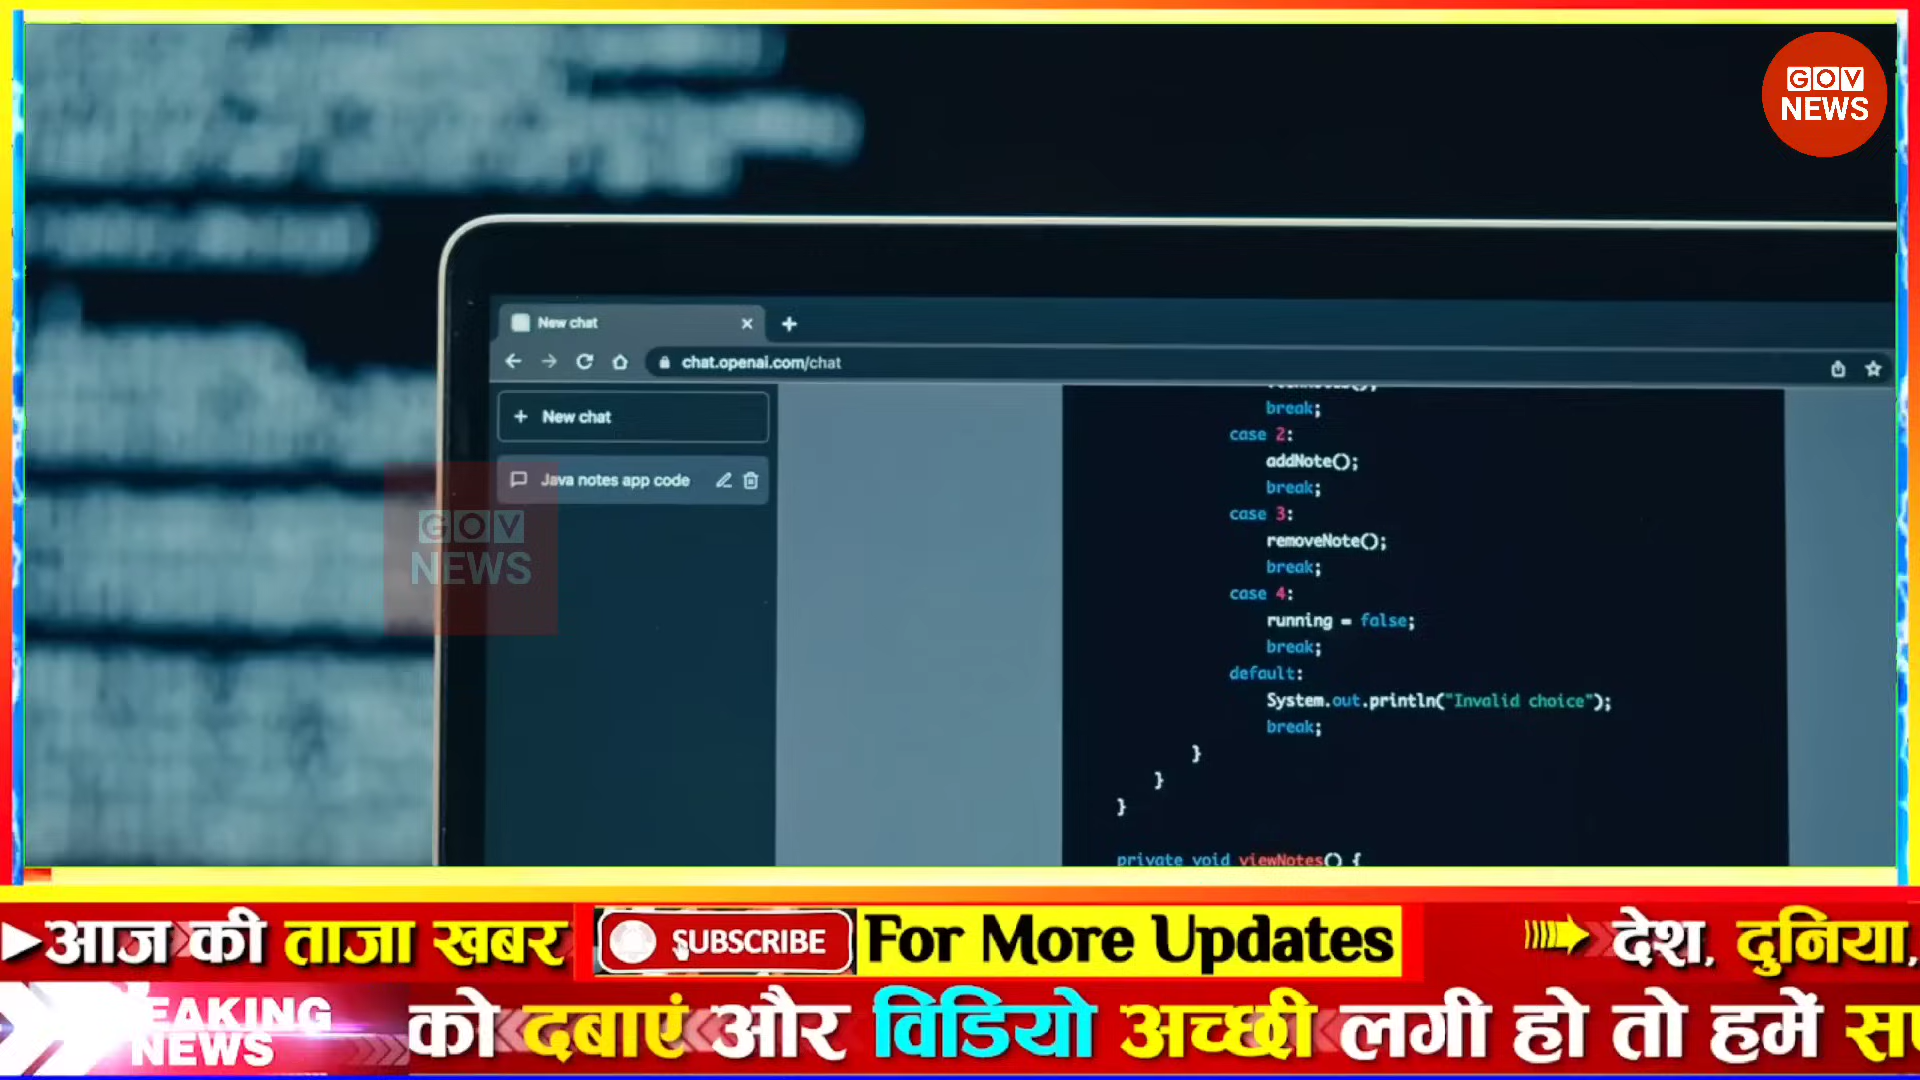 GOV
NEWS
New chat
chat.openai.com/chat
New chat
Java notes app code
GOV
NEWS
break;
case 2:
addNote();
break;
case 3:
removeNote();
break;
case 4:
running = false;
break;
default:
System.out.println("Invalid choice");
break;
}
}
}
private void viewNotes() {
आज की ताजा खबर SUBSCRIBE For More Updates देश, दुनिया,
NEWS को दबाएं और विडियो अच्छी लगी हो तो हमें